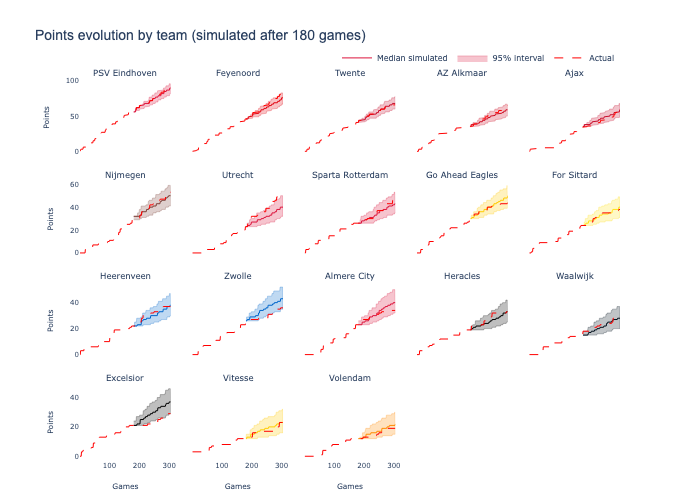 Points evolution by team (simulated after 180 games)
Median simulated 95% interval Actual
PSV Eindhoven Feyenoord Twente AZ Alkmaar Ajax
100
50
0
Points
Nijmegen Utrecht Sparta Rotterdam Go Ahead Eagles For Sittard
60
40
20
0
Points
Heerenveen Zwolle Almere City Heracles Waalwijk
40
20
0
Points
Excelsior Vitesse Volendam
40
20
0
Points
100 200 300 100 200 300 100 200 300
Games Games Games